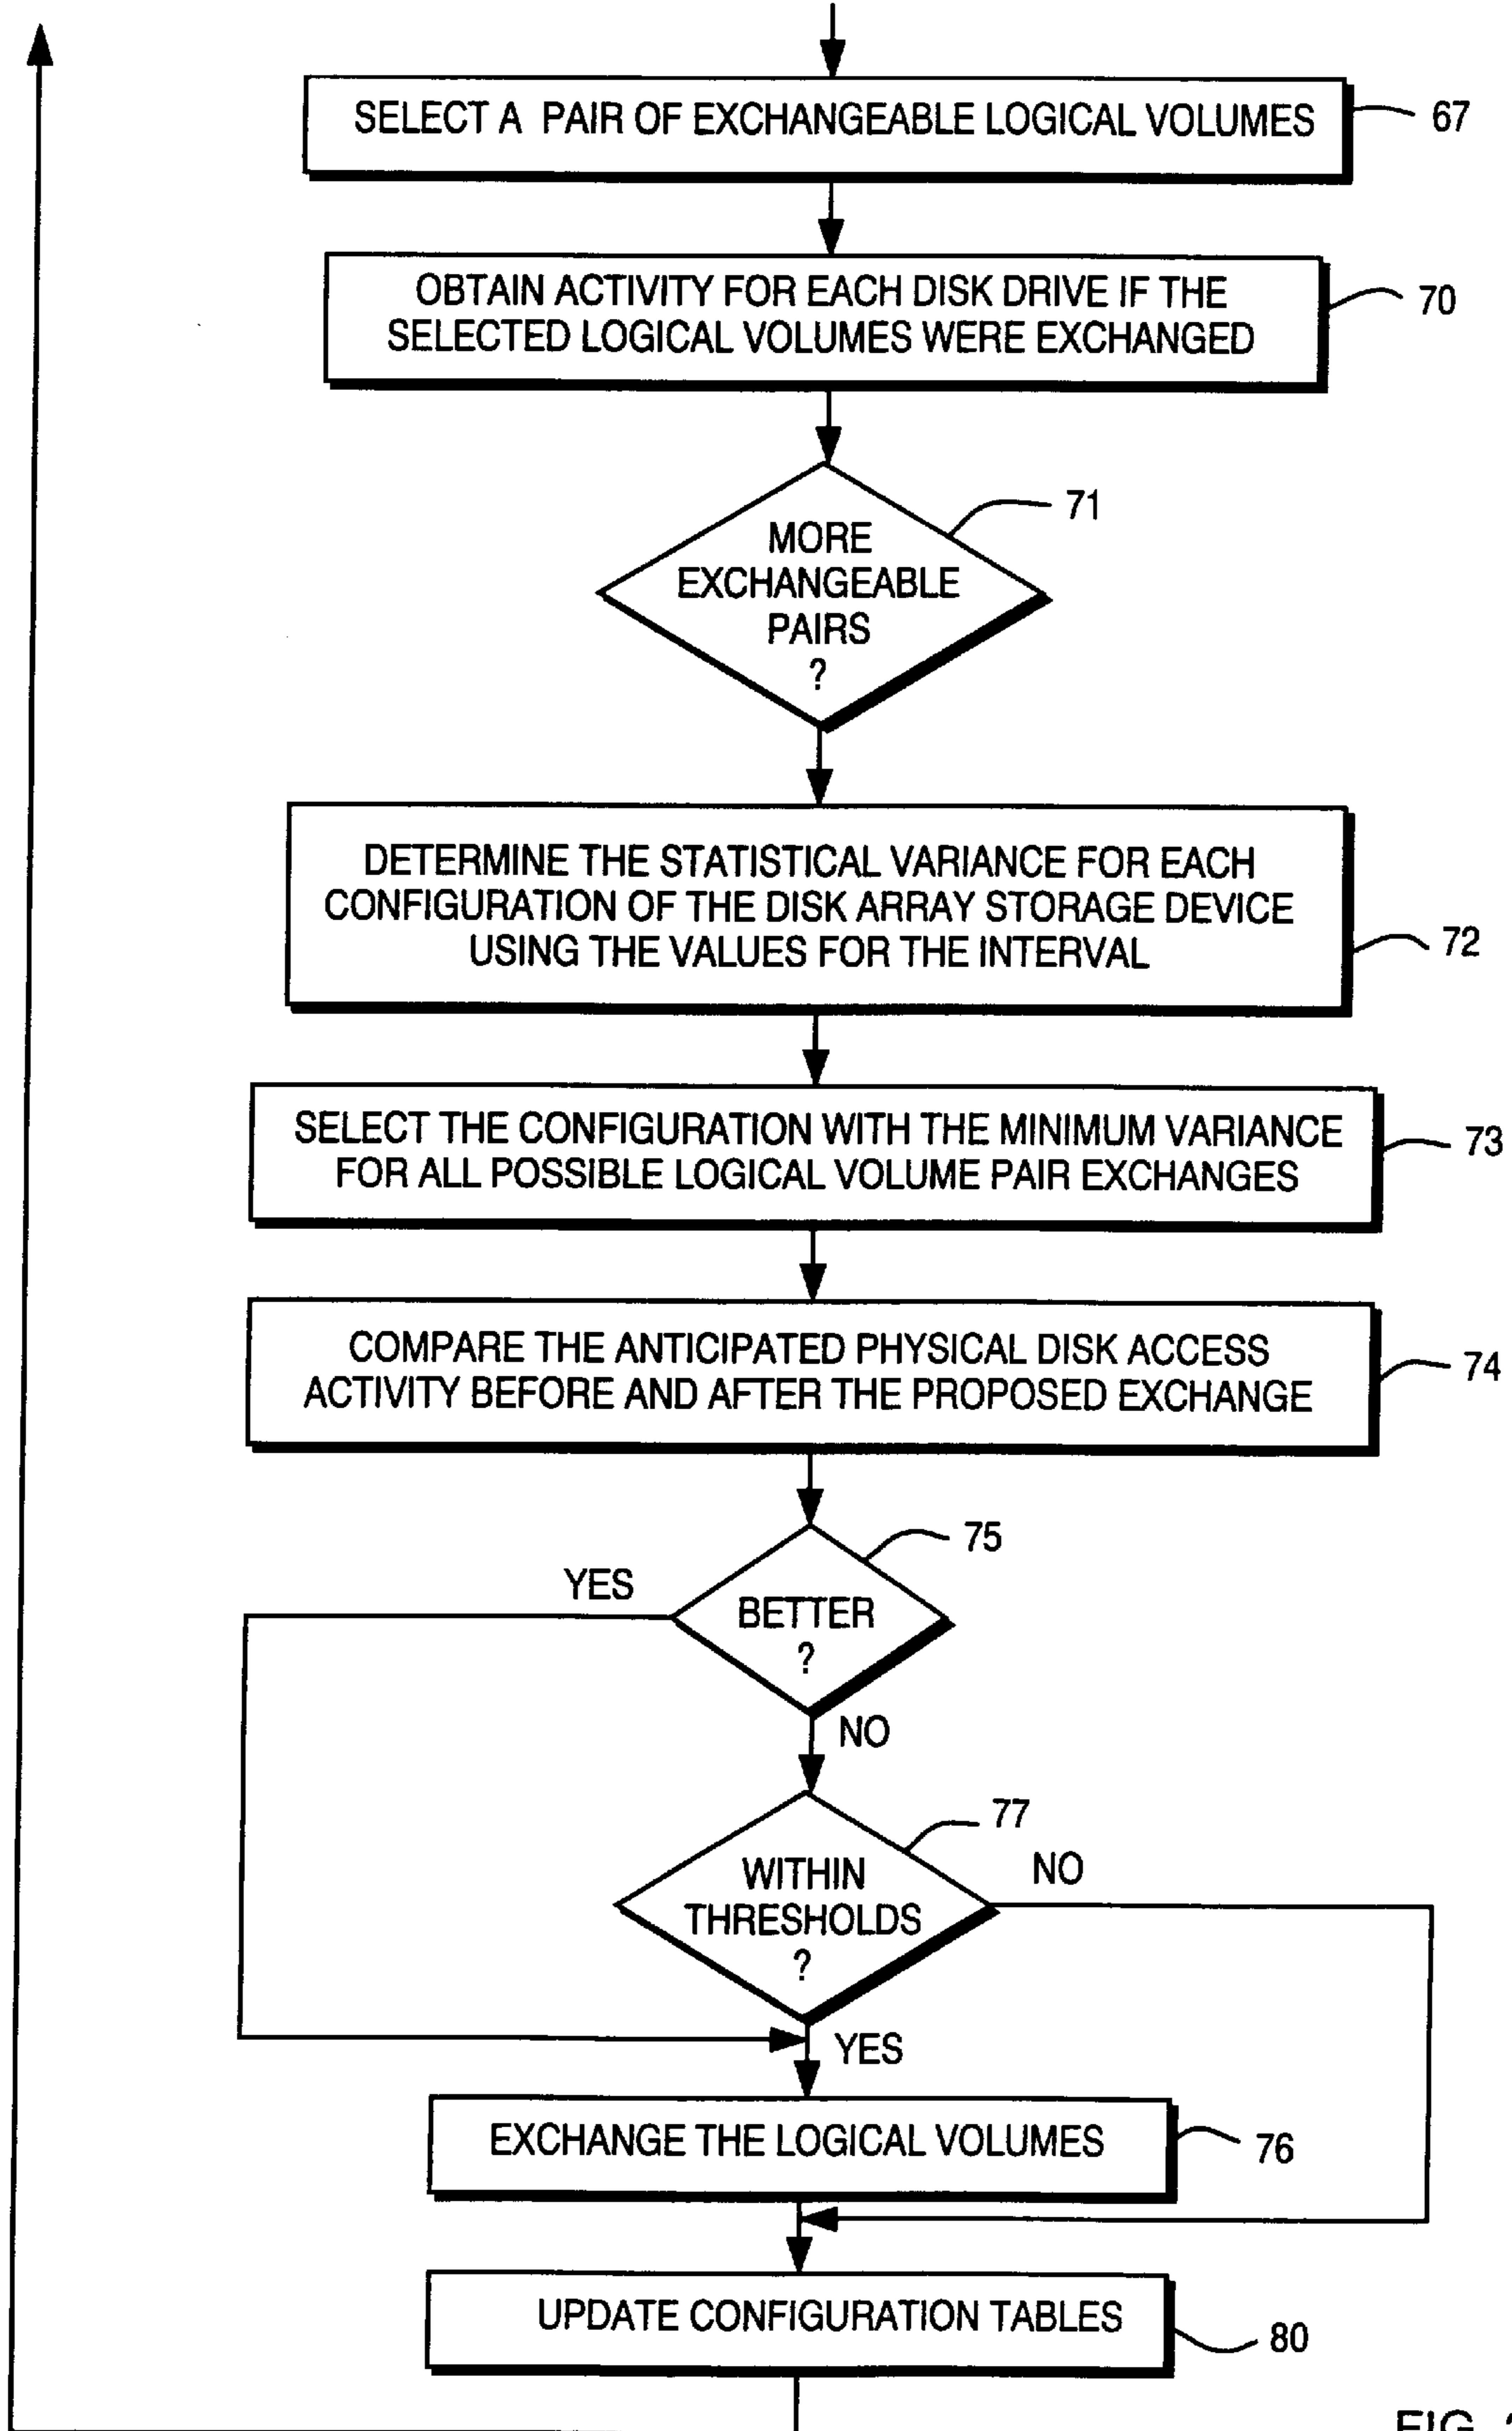 SELECT A PAIR OF EXCHANGEABLE LOGICAL VOLUMES
67
OBTAIN ACTIVITY FOR EACH DISK DRIVE IF THE
SELECTED LOGICAL VOLUMES WERE EXCHANGED
70
MORE
EXCHANGEABLE
PAIRS
?
71
DETERMINE THE STATISTICAL VARIANCE FOR EACH
CONFIGURATION OF THE DISK ARRAY STORAGE DEVICE
USING THE VALUES FOR THE INTERVAL
72
SELECT THE CONFIGURATION WITH THE MINIMUM VARIANCE
FOR ALL POSSIBLE LOGICAL VOLUME PAIR EXCHANGES
73
COMPARE THE ANTICIPATED PHYSICAL DISK ACCESS
ACTIVITY BEFORE AND AFTER THE PROPOSED EXCHANGE
74
75
YES
BETTER
?
NO
77
WITHIN
THRESHOLDS
?
NO
YES
EXCHANGE THE LOGICAL VOLUMES
76
UPDATE CONFIGURATION TABLES
80
FIG.